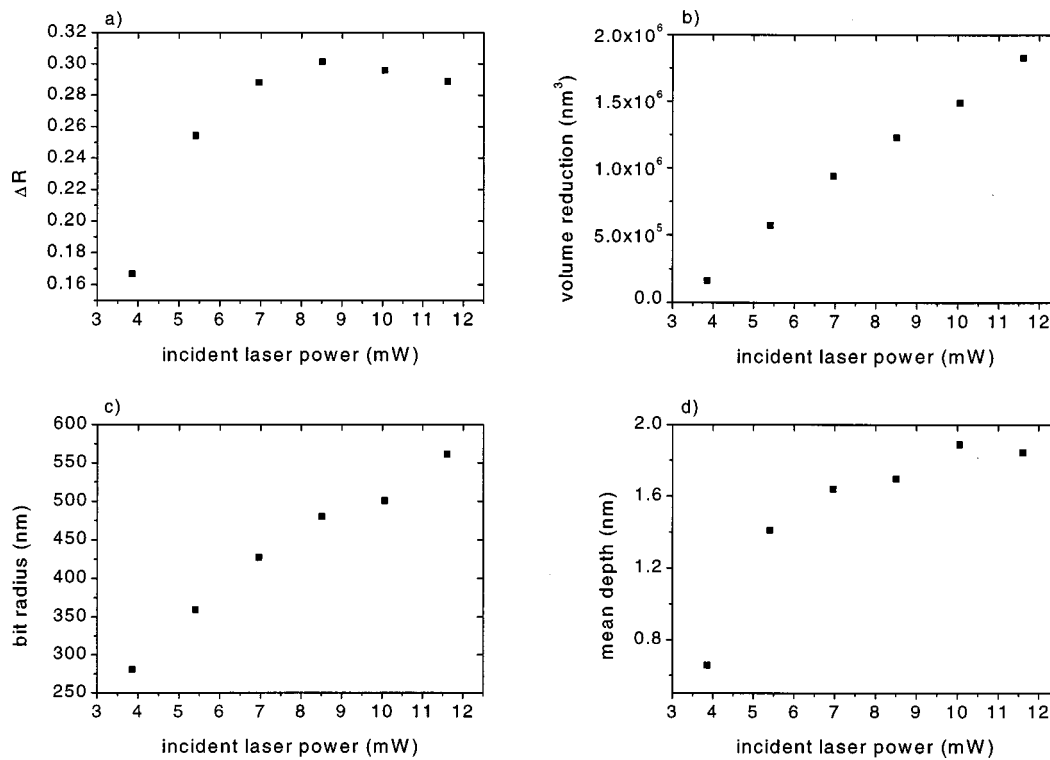 a)
0.32
0.30
0.28
0.26
0.24
0.22
0.20
0.18
0.16
ΔR
3 4 5 6 7 8 9 10 11 12
incident laser power (mW)
b)
2.0x10⁶
1.5x10⁶
1.0x10⁶
5.0x10⁵
0.0
volume reduction (nm³)
3 4 5 6 7 8 9 10 11 12
incident laser power (mW)
c)
600
550
500
450
400
350
300
250
bit radius (nm)
3 4 5 6 7 8 9 10 11 12
incident laser power (mW)
d)
2.0
1.6
1.2
0.8
mean depth (nm)
3 4 5 6 7 8 9 10 11 12
incident laser power (mW)